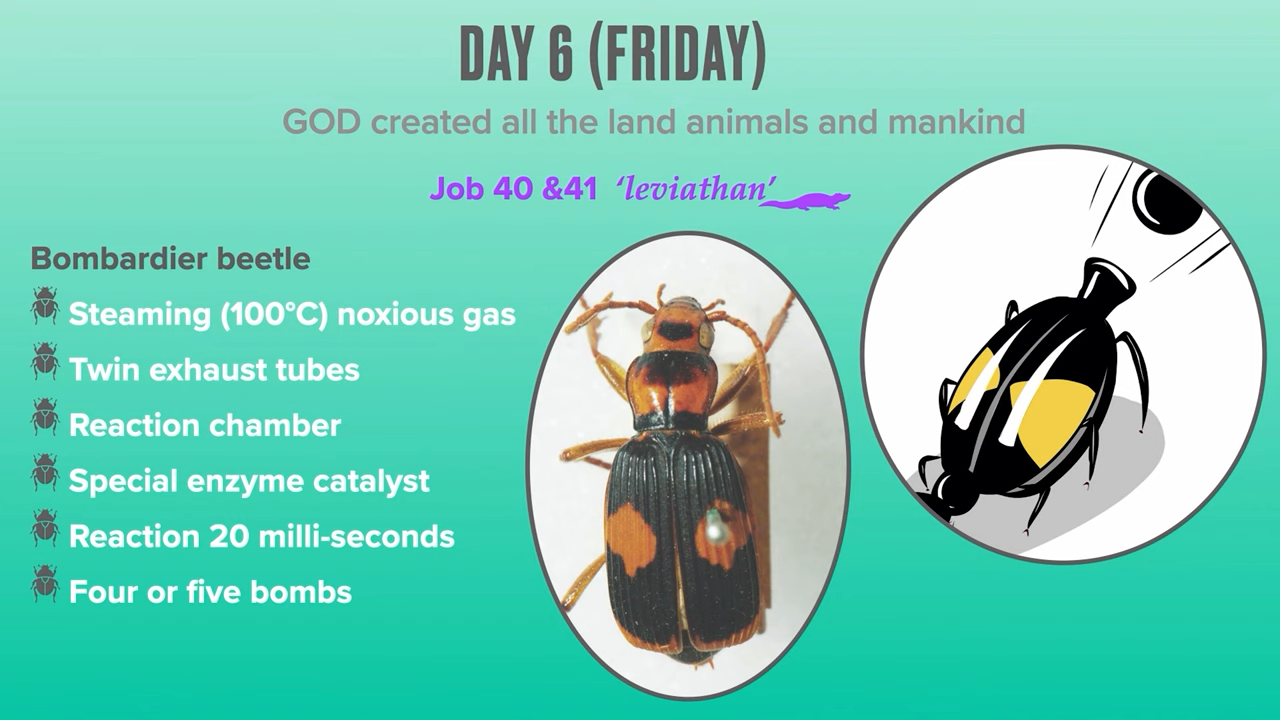 DAY 6 (FRIDAY)
GOD created all the land animals and mankind
Job 40 &41 ‘leviathan’
Bombardier beetle
Steaming (100°C) noxious gas
Twin exhaust tubes
Reaction chamber
Special enzyme catalyst
Reaction 20 milli-seconds
Four or five bombs